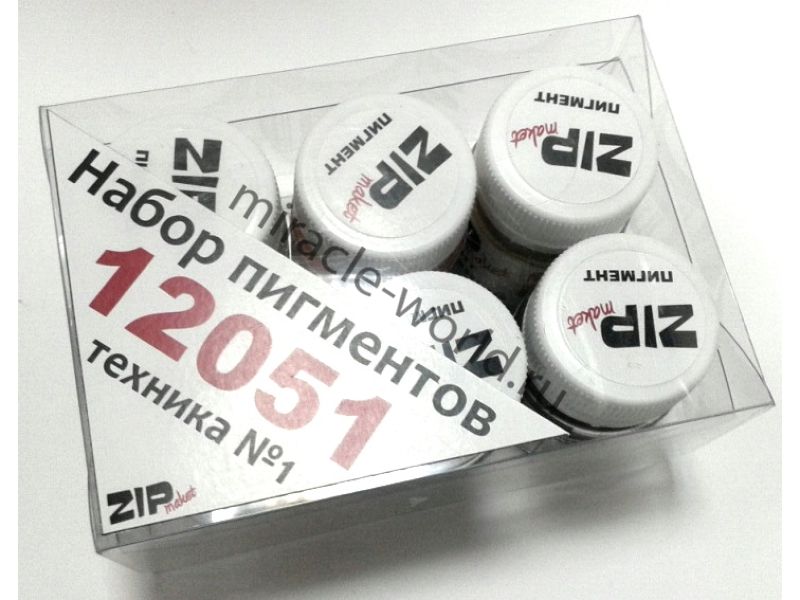 Набор пигментов
12051
техника №1
ZIP
maket
ZIP
ПИГМЕНТ
ZIP
maket
ПИГМЕНТ
ZIP
maket
ПИГМЕНТ
ZIP
maket
miracle-world.ru